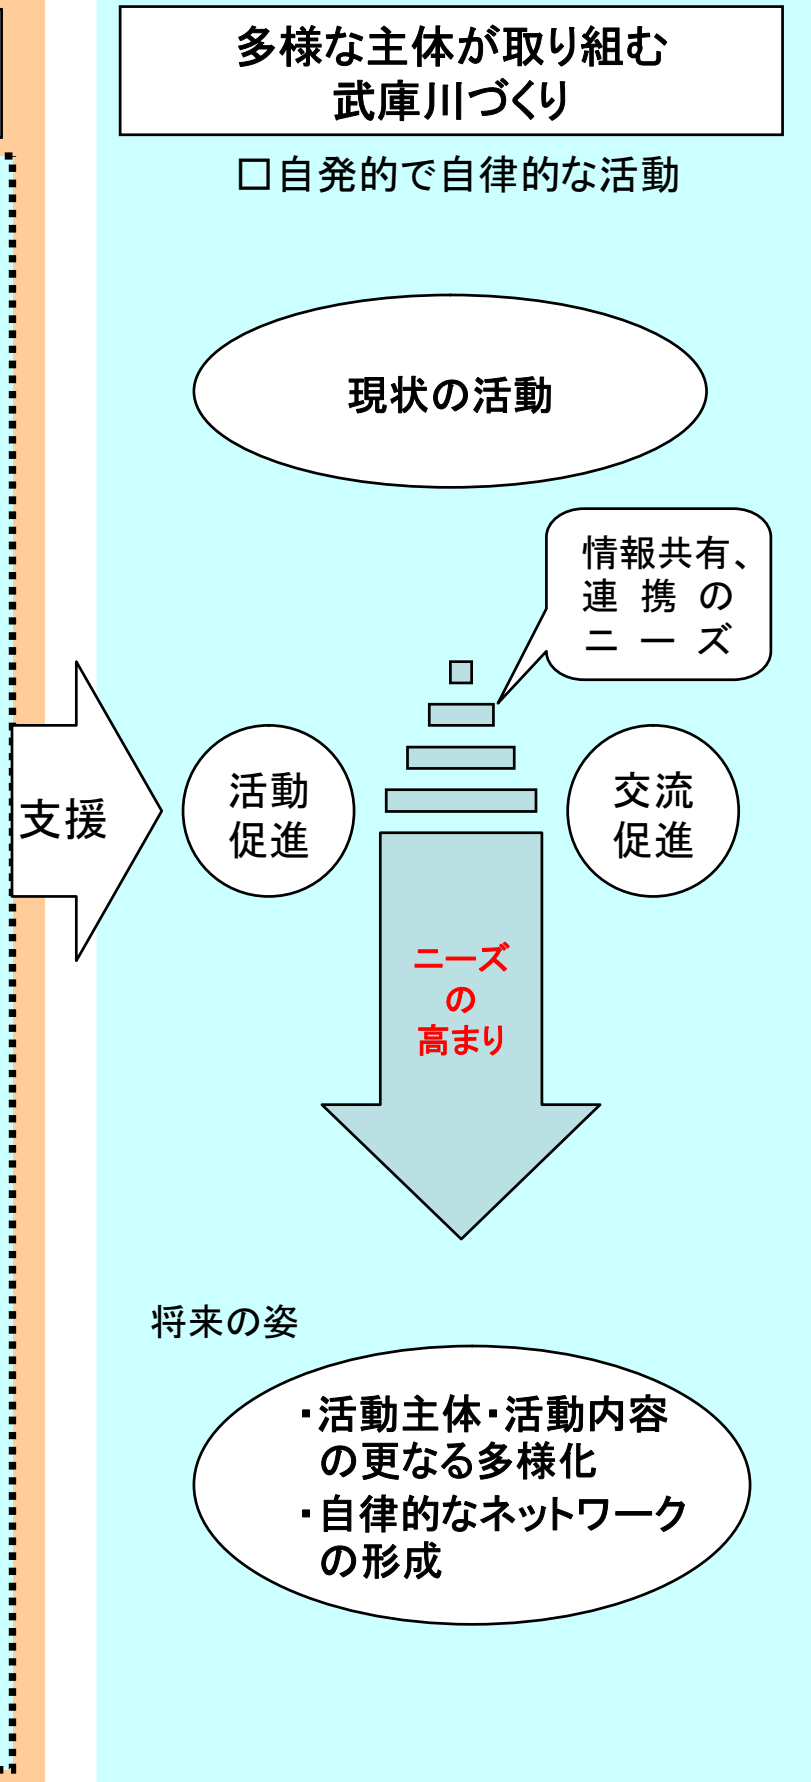 多様な主体が取り組む
武庫川づくり
□自発的で自律的な活動
現状の活動
情報共有、
連携の
ニーズ
支援
活動
促進
交流
促進
ニーズ
の
高まり
将来の姿
・活動主体・活動内容
の更なる多様化
・自律的なネットワーク
の形成